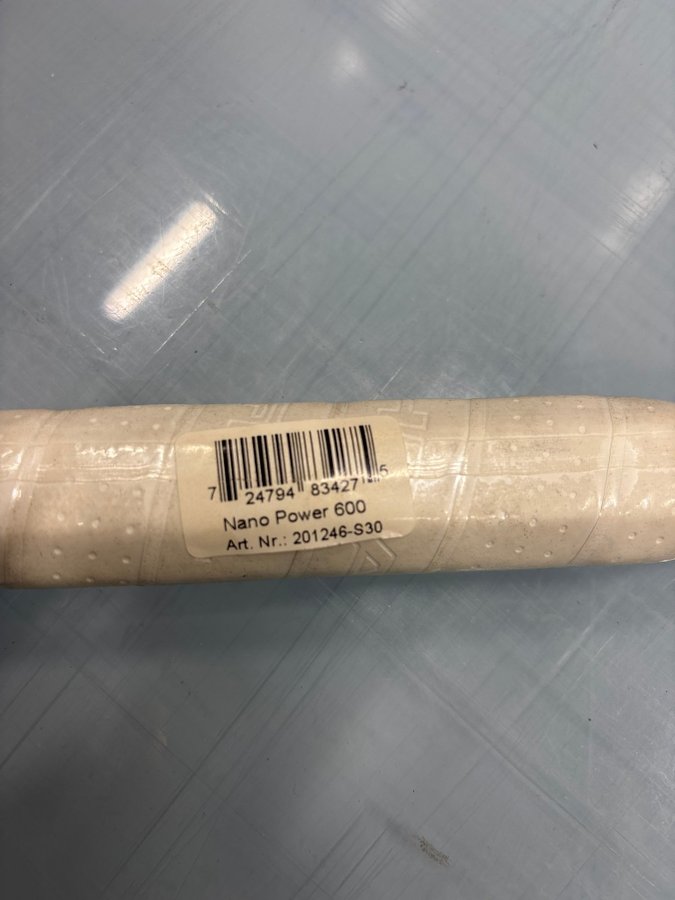 7 24794 83427 5
Nano Power 600
Art. Nr.: 201246-S30